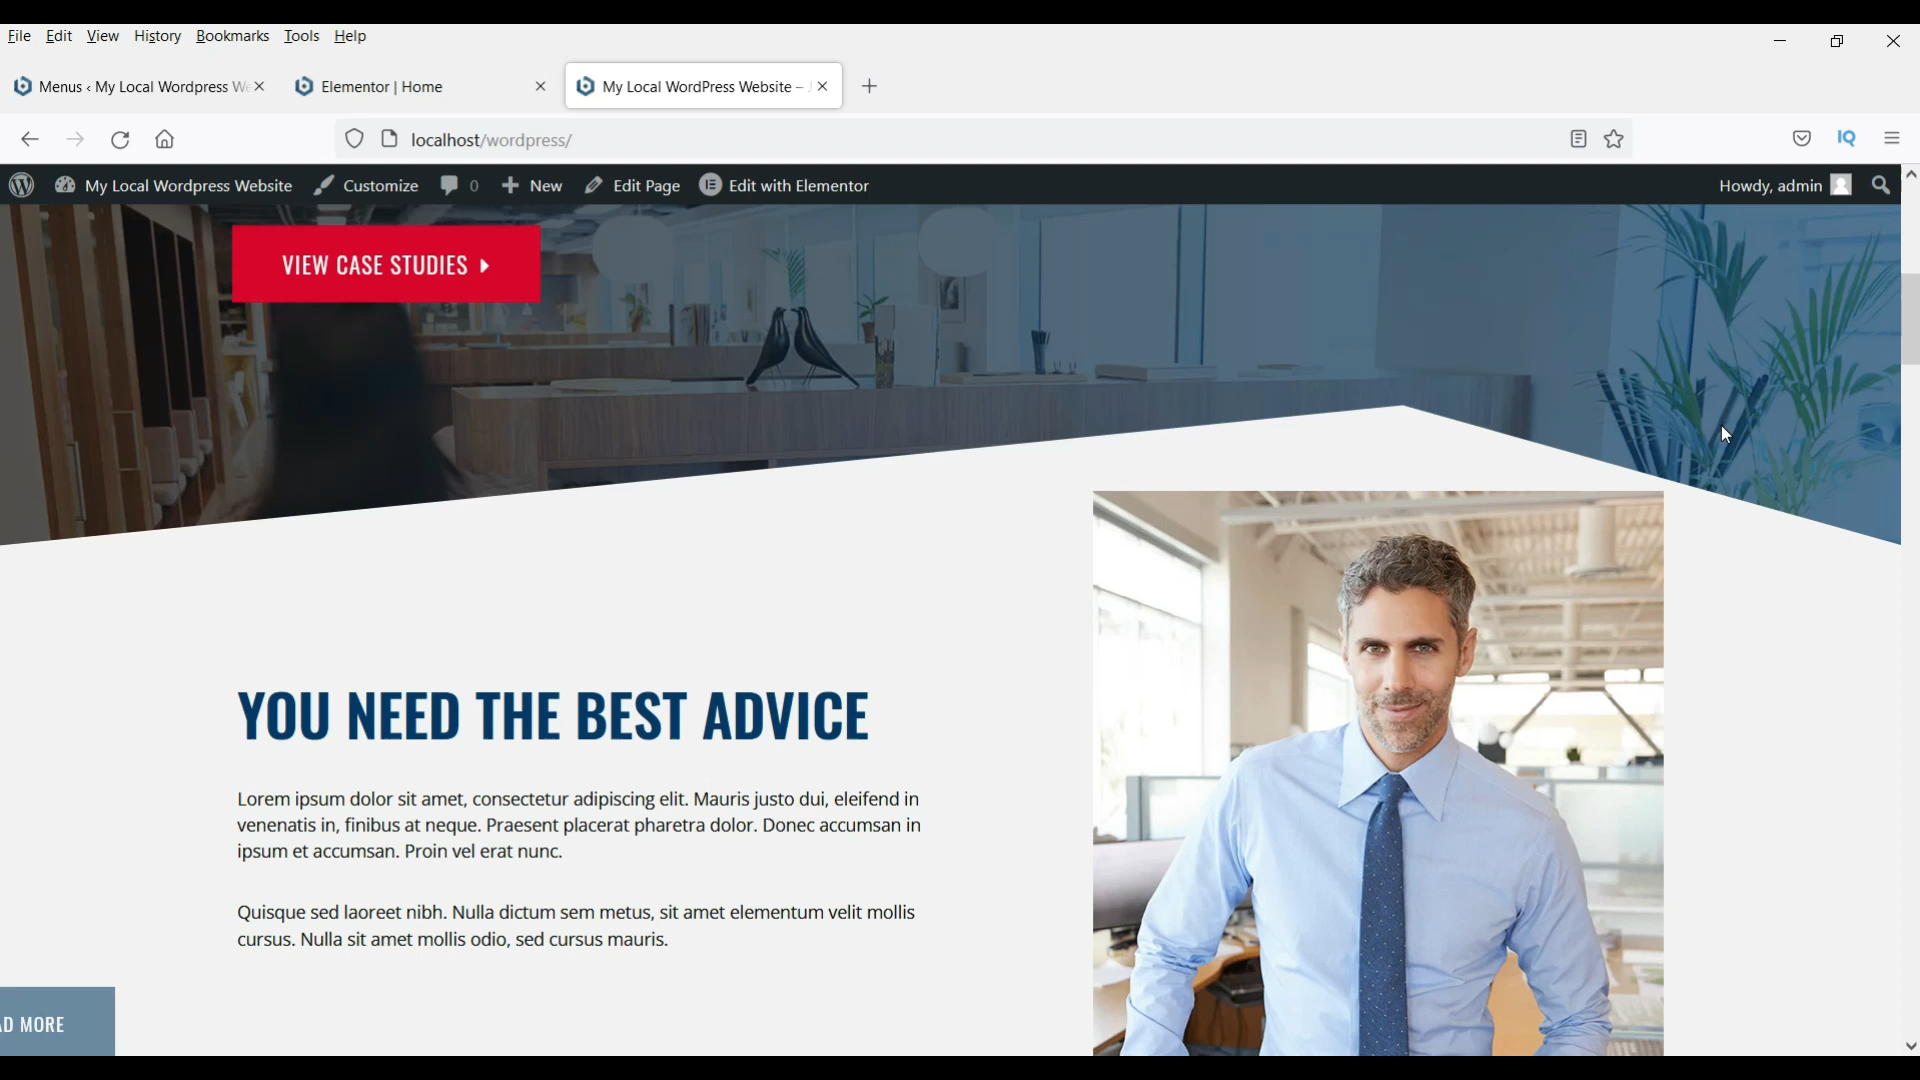 File Edit View History Bookmarks Tools Help
Menus ‹ My Local Wordpress We
Elementor | Home
My Local WordPress Website –
localhost/wordpress/
IQ
My Local Wordpress Website Customize 0 New Edit Page Edit with Elementor Howdy, admin
VIEW CASE STUDIES
YOU NEED THE BEST ADVICE
Lorem ipsum dolor sit amet, consectetur adipiscing elit. Mauris justo dui, eleifend in
venenatis in, finibus at neque. Praesent placerat pharetra dolor. Donec accumsan in
ipsum et accumsan. Proin vel erat nunc.
Quisque sed laoreet nibh. Nulla dictum sem metus, sit amet elementum velit mollis
cursus. Nulla sit amet mollis odio, sed cursus mauris.
AD MORE